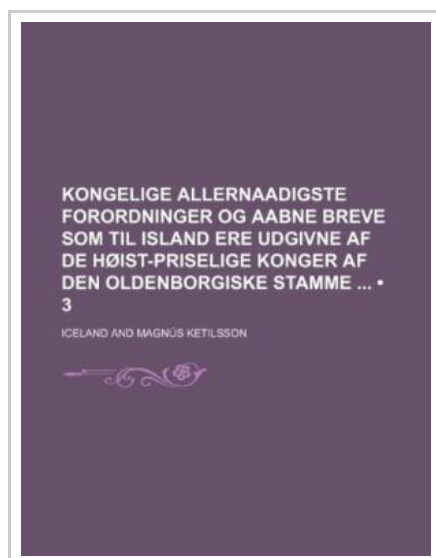 KONGELIGE ALLERNAADIGSTE
FORORDNINGER OG AABNE BREVE
SOM TIL ISLAND ERE UDGIVNE AF
DE HØIST-PRISELIGE KONGER AF
DEN OLDENBORGISKE STAMME ... •
3
ICELAND AND MAGNÚS KETILSSON